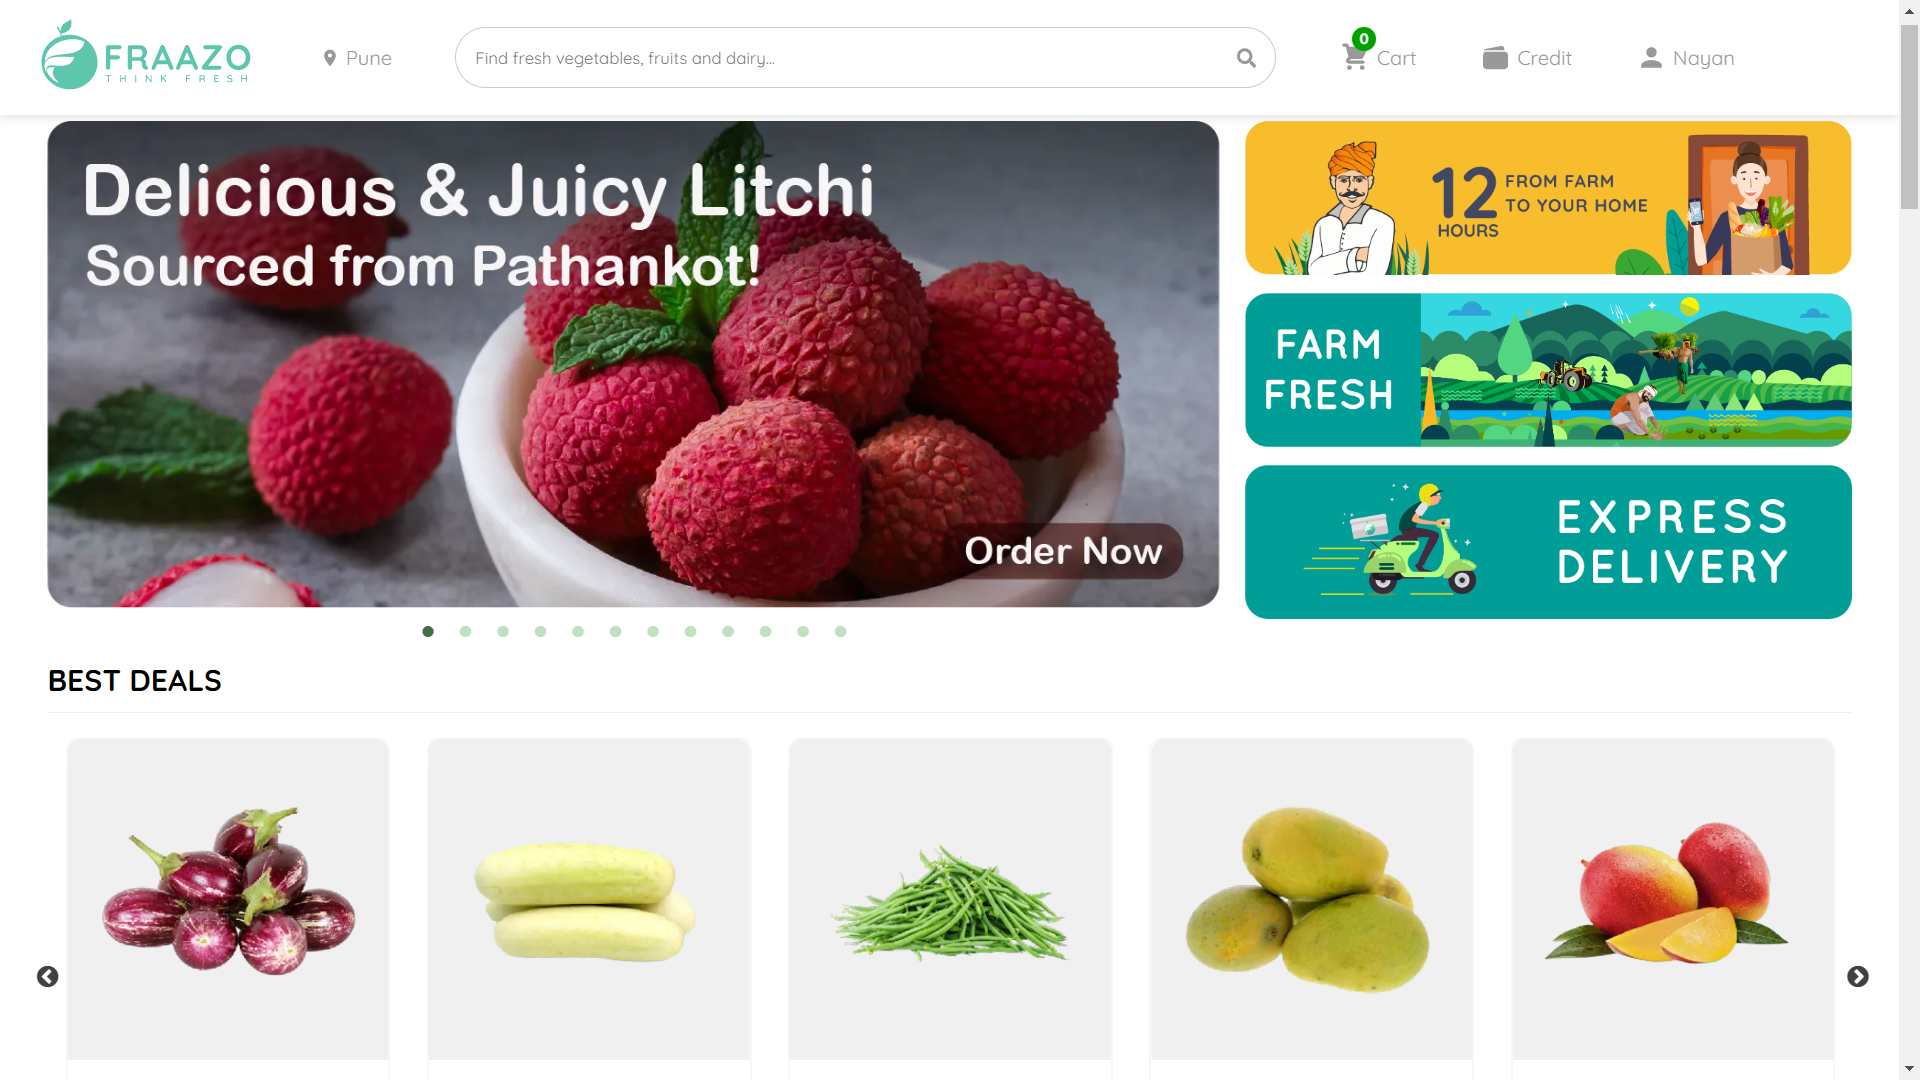 FRAAZO
THINK FRESH
Pune
Find fresh vegetables, fruits and dairy...
0
Cart
Credit
Nayan
Delicious & Juicy Litchi
Sourced from Pathankot!
Order Now
12 FROM FARM
TO YOUR HOME
HOURS
FARM
FRESH
EXPRESS
DELIVERY
BEST DEALS